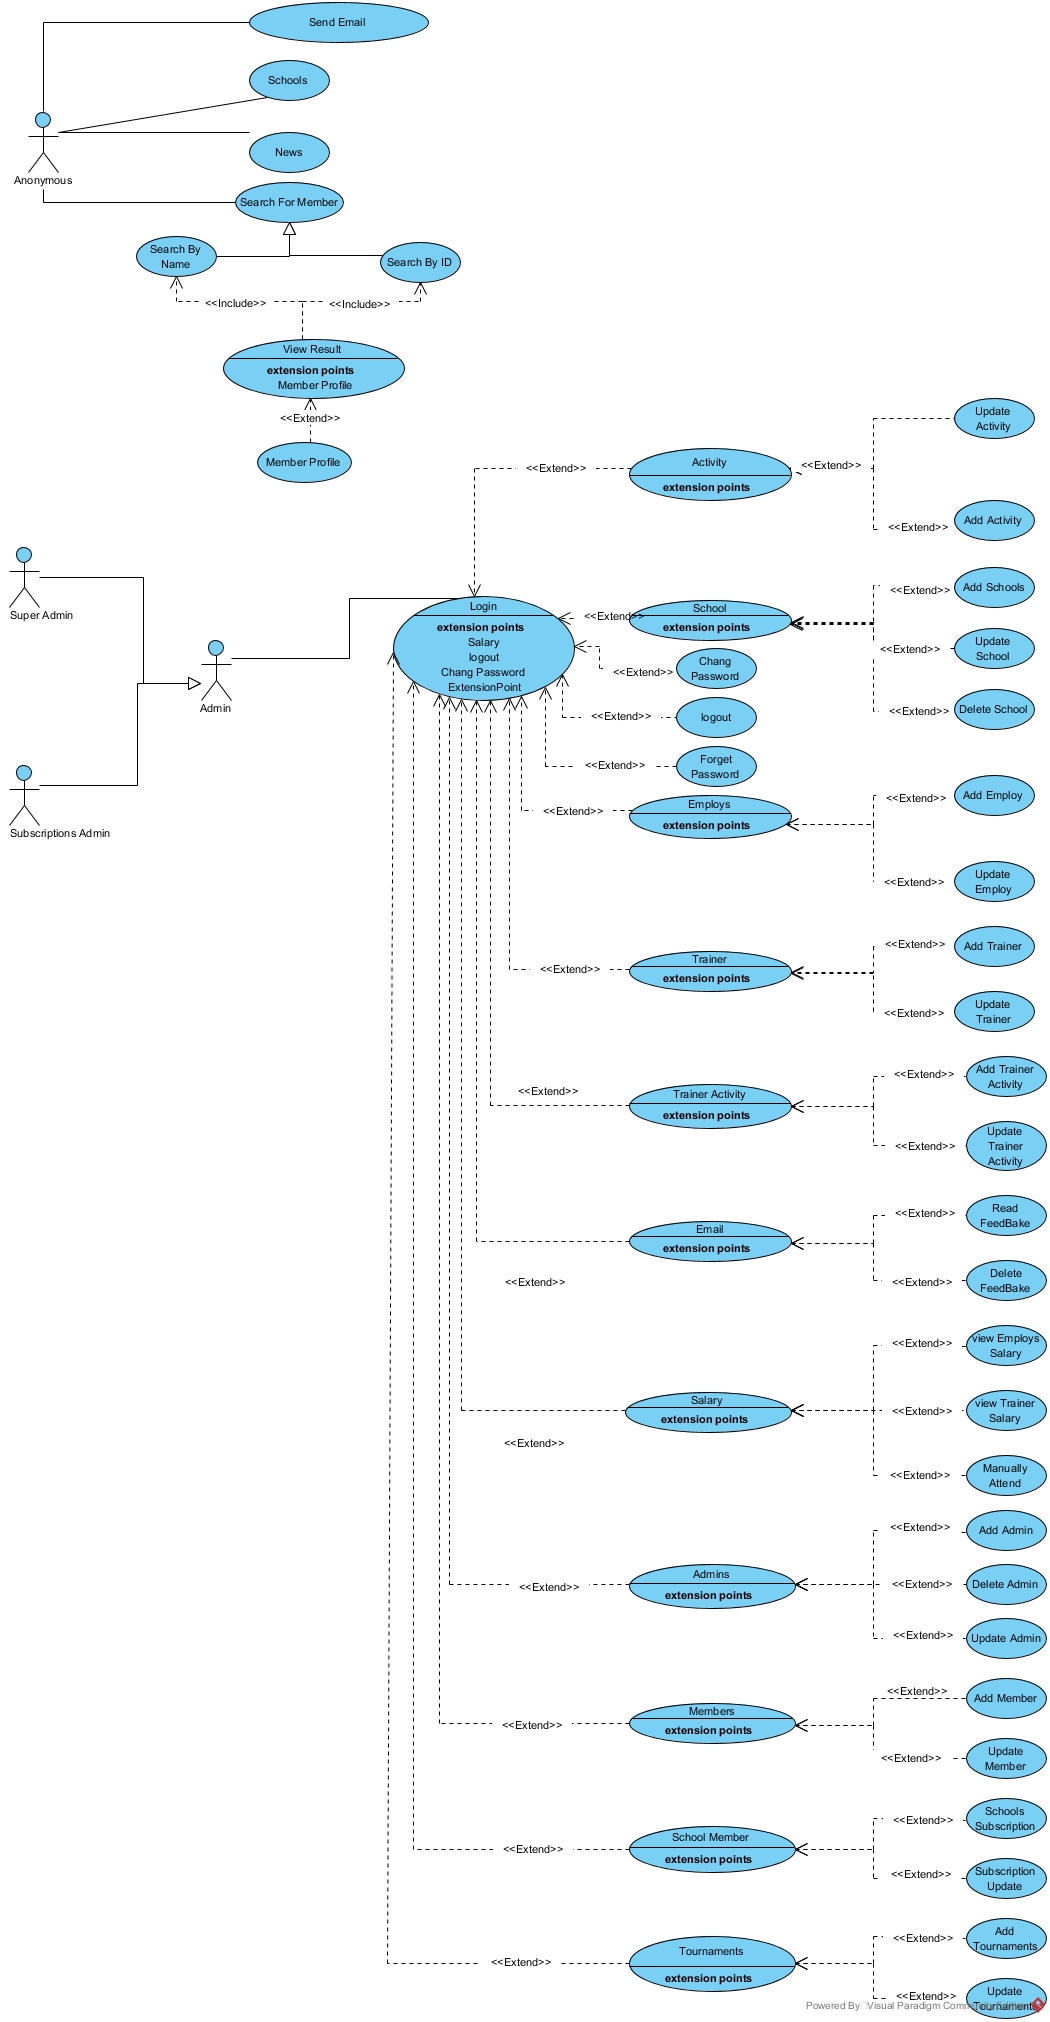 Send Email
Schools
News
Anonymous
Search For Member
Search By
Name
Search By ID
<<Include>>
<<Include>>
View Result
extension points
Member Profile
<<Extend>>
Member Profile
Update
Activity
<<Extend>>
Activity
extension points
<<Extend>>
<<Extend>>
Add Activity
Super Admin
Admin
Subscriptions Admin
Login
extension points
Salary
logout
Chang Password
ExtensionPoint
<<Extend>>
School
extension points
<<Extend>>
Add Schools
<<Extend>>
Update
School
<<Extend>>
Delete School
<<Extend>>
Chang
Password
<<Extend>>
logout
<<Extend>>
Forget
Password
<<Extend>>
Employs
extension points
<<Extend>>
Add Employ
<<Extend>>
Update
Employ
<<Extend>>
Trainer
extension points
<<Extend>>
Add Trainer
<<Extend>>
Update
Trainer
<<Extend>>
Trainer Activity
extension points
<<Extend>>
Add Trainer
Activity
<<Extend>>
Update
Trainer
Activity
Email
extension points
<<Extend>>
<<Extend>>
Read
FeedBake
<<Extend>>
Delete
FeedBake
Salary
extension points
<<Extend>>
<<Extend>>
view Employs
Salary
<<Extend>>
view Trainer
Salary
<<Extend>>
Manually
Attend
<<Extend>>
Admins
extension points
<<Extend>>
Add Admin
<<Extend>>
Delete Admin
<<Extend>>
Update Admin
<<Extend>>
Members
extension points
<<Extend>>
Add Member
<<Extend>>
Update
Member
<<Extend>>
School Member
extension points
<<Extend>>
Schools
Subscription
<<Extend>>
Subscription
Update
<<Extend>>
Tournaments
extension points
<<Extend>>
Add
Tournaments
<<Extend>>
Update
Tournaments
Powered By Visual Paradigm Community Edition